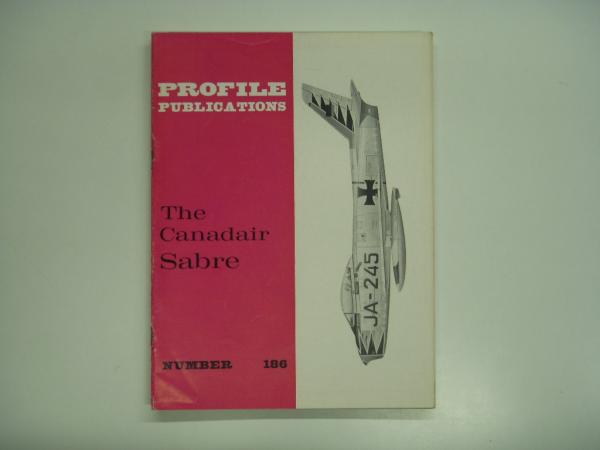 PROFILE
PUBLICATIONS
The
Canadair
Sabre
NUMBER 186
JA-245